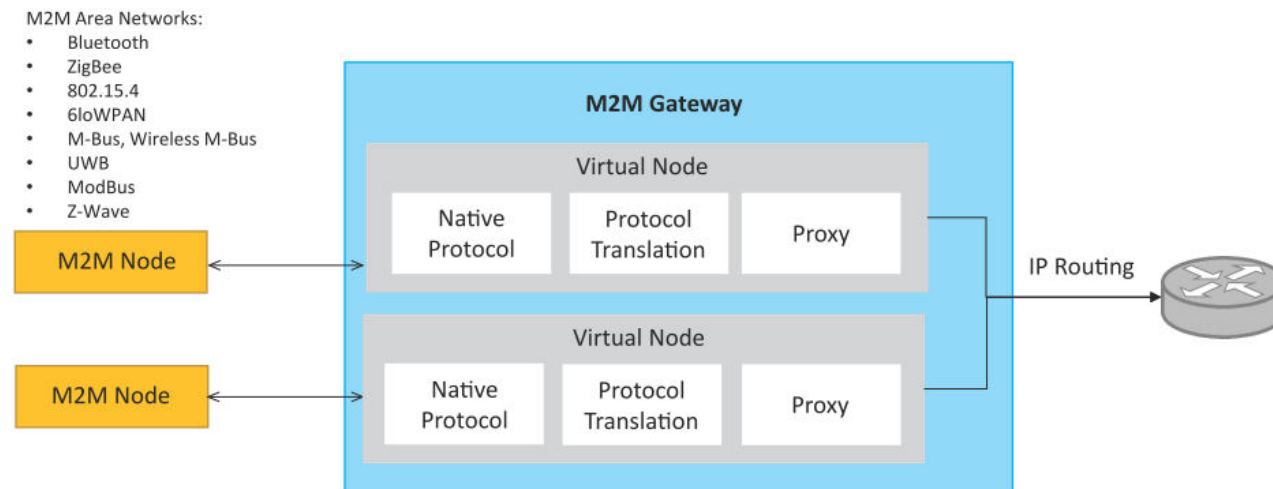 M2M Area Networks:
• Bluetooth
• ZigBee
• 802.15.4
• 6loWPAN
• M-Bus, Wireless M-Bus
• UWB
• ModBus
• Z-Wave
M2M Gateway
Virtual Node
Native
Protocol
Protocol
Translation
Proxy
M2M Node
IP Routing
Virtual Node
Native
Protocol
Protocol
Translation
Proxy
M2M Node